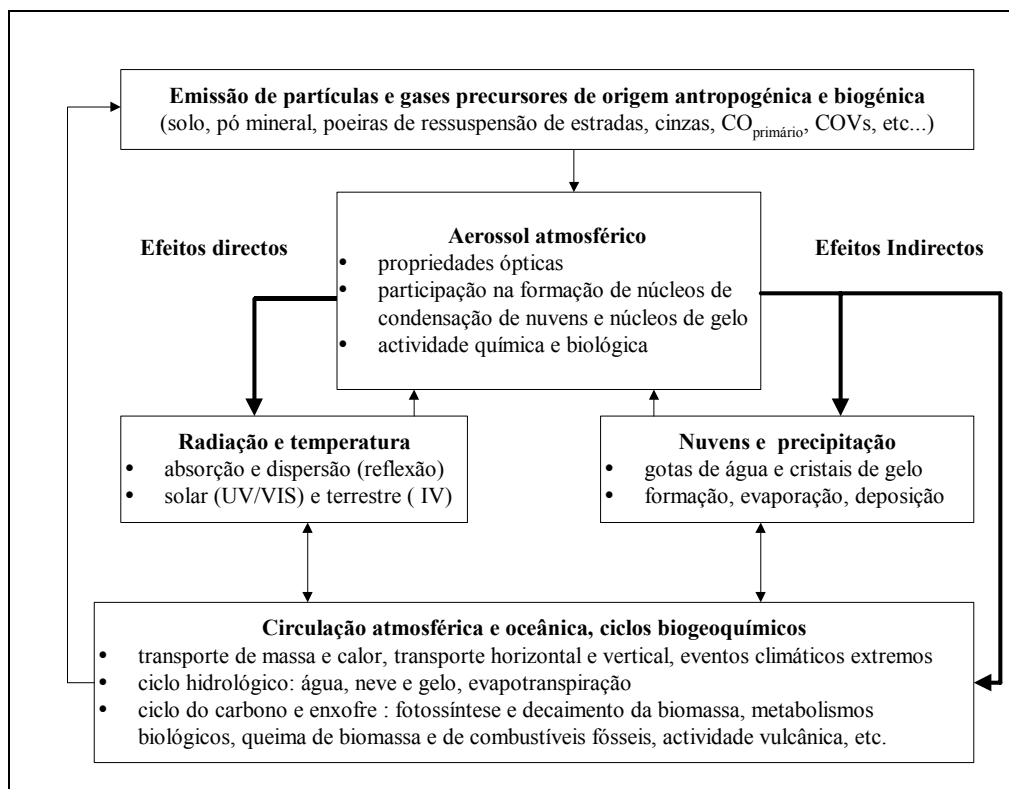 Emissão de partículas e gases precursores de origem antropogénica e biogénica
(solo, pó mineral, poeiras de ressuspensão de estradas, cinzas, COprimário, COVs, etc...)
Efeitos directos
Aerossol atmosférico
• propriedades ópticas
• participação na formação de núcleos de
condensação de nuvens e núcleos de gelo
• actividade química e biológica
Efeitos Indirectos
Radiação e temperatura
• absorção e dispersão (reflexão)
• solar (UV/VIS) e terrestre ( IV)
Nuvens e precipitação
• gotas de água e cristais de gelo
• formação, evaporação, deposição
Circulação atmosférica e oceânica, ciclos biogeoquímicos
• transporte de massa e calor, transporte horizontal e vertical, eventos climáticos extremos
• ciclo hidrológico: água, neve e gelo, evapotranspiração
• ciclo do carbono e enxofre : fotossíntese e decaimento da biomassa, metabolismos
biológicos, queima de biomassa e de combustíveis fósseis, actividade vulcânica, etc.